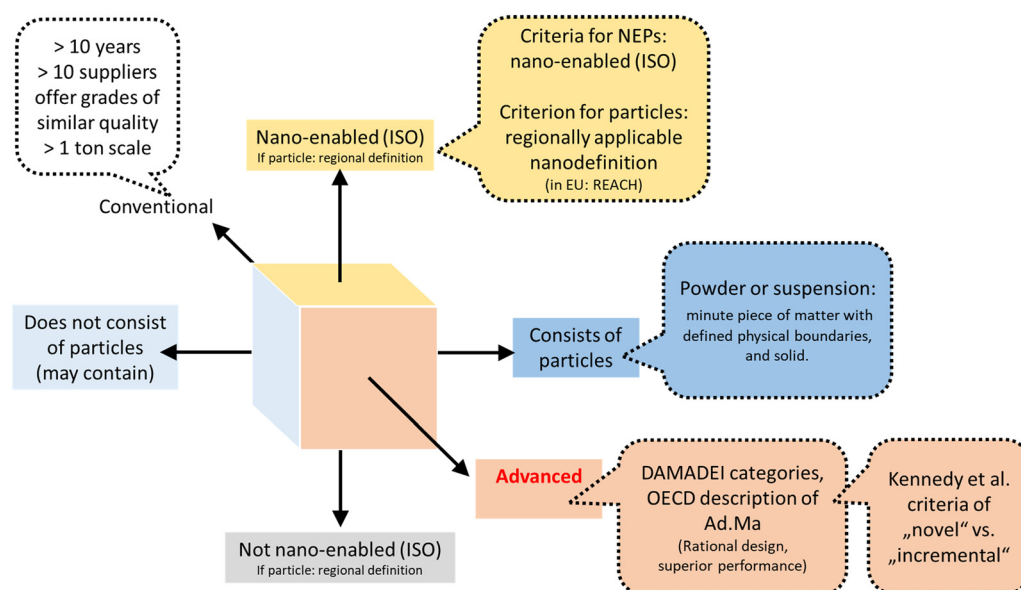 > 10 years
> 10 suppliers
offer grades of
similar quality
> 1 ton scale
Conventional
Nano-enabled (ISO)
If particle: regional definition
Criteria for NEPs:
nano-enabled (ISO)
Criterion for particles:
regionally applicable
nanodefinition
(in EU: REACH)
Does not consist
of particles
(may contain)
Consists of
particles
Powder or suspension:
minute piece of matter with
defined physical boundaries,
and solid.
Advanced
DAMADEI categories,
OECD description of
Ad.Ma
(Rational design,
superior performance)
Kennedy et al.
criteria of
„novel“ vs.
„incremental“
Not nano-enabled (ISO)
If particle: regional definition